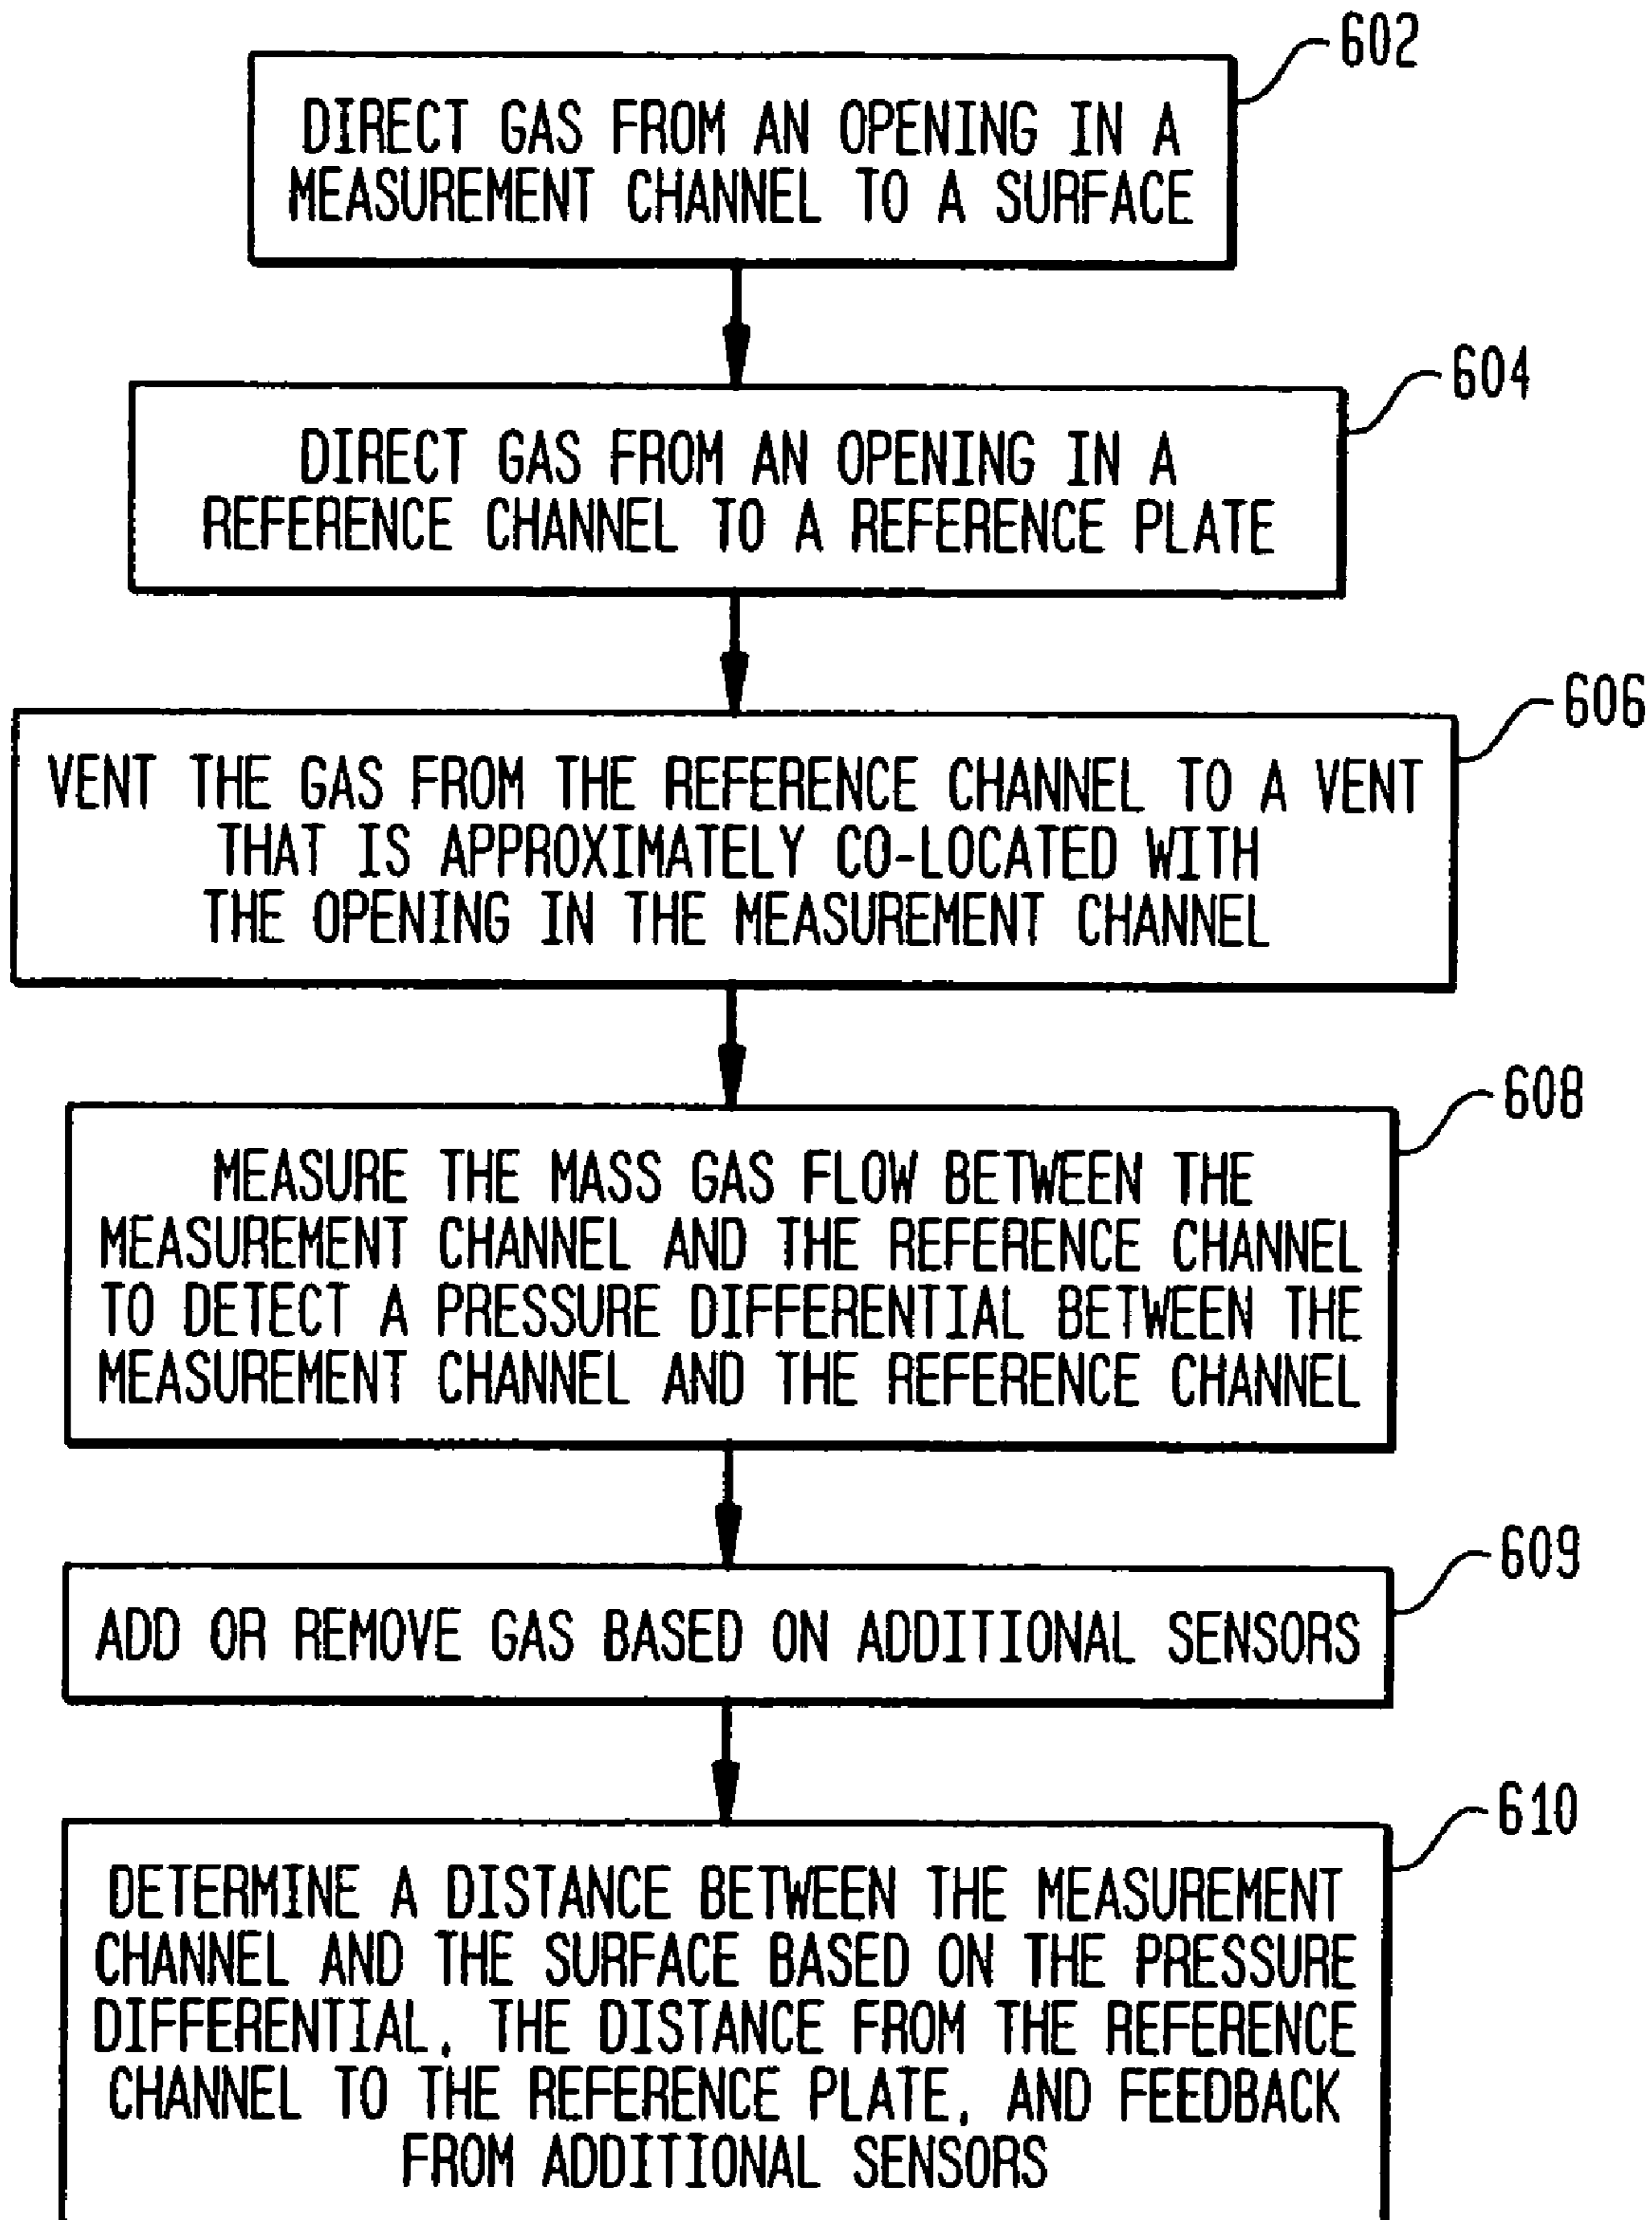 602
DIRECT GAS FROM AN OPENING IN A
MEASUREMENT CHANNEL TO A SURFACE
604
DIRECT GAS FROM AN OPENING IN A
REFERENCE CHANNEL TO A REFERENCE PLATE
606
VENT THE GAS FROM THE REFERENCE CHANNEL TO A VENT
THAT IS APPROXIMATELY CO-LOCATED WITH
THE OPENING IN THE MEASUREMENT CHANNEL
608
MEASURE THE MASS GAS FLOW BETWEEN THE
MEASUREMENT CHANNEL AND THE REFERENCE CHANNEL
TO DETECT A PRESSURE DIFFERENTIAL BETWEEN THE
MEASUREMENT CHANNEL AND THE REFERENCE CHANNEL
609
ADD OR REMOVE GAS BASED ON ADDITIONAL SENSORS
610
DETERMINE A DISTANCE BETWEEN THE MEASUREMENT
CHANNEL AND THE SURFACE BASED ON THE PRESSURE
DIFFERENTIAL, THE DISTANCE FROM THE REFERENCE
CHANNEL TO THE REFERENCE PLATE, AND FEEDBACK
FROM ADDITIONAL SENSORS